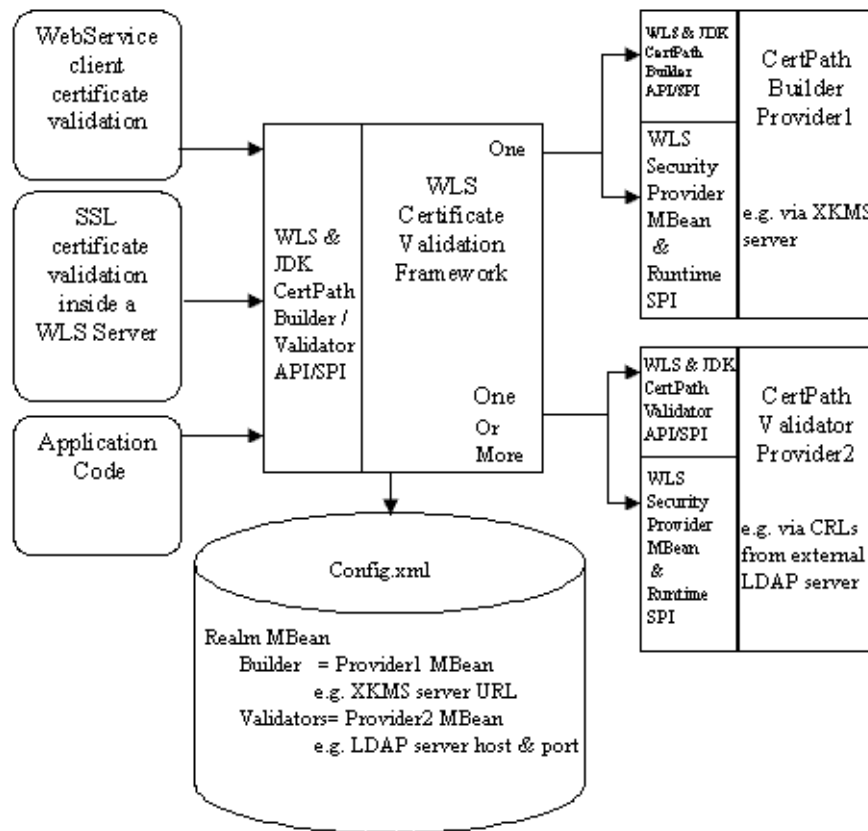 WebService
client
certificate
validation
SSL
certificate
validation
inside a
WLS Server
Application
Code
WLS &
JDK
CertPath
Builder /
Validator
API/SPI
One
WLS
Certificate
Validation
Framework
One
Or
More
WLS & JDK
CertPath
Builder
API/SPI
WLS
Security
Provider
MBean
&
Runtime
SPI
CertPath
Builder
Provider1
e.g. via XKMS
server
WLS & JDK
CertPath
Validator
API/SPI
WLS
Security
Provider
MBean
&
Runtime
SPI
CertPath
Validator
Provider2
e.g. via CRLs
from external
LDAP server
Config.xml
Realm MBean
Builder = Provider1 MBean
e.g. XKMS server URL
Validators= Provider2 MBean
e.g. LDAP server host & port